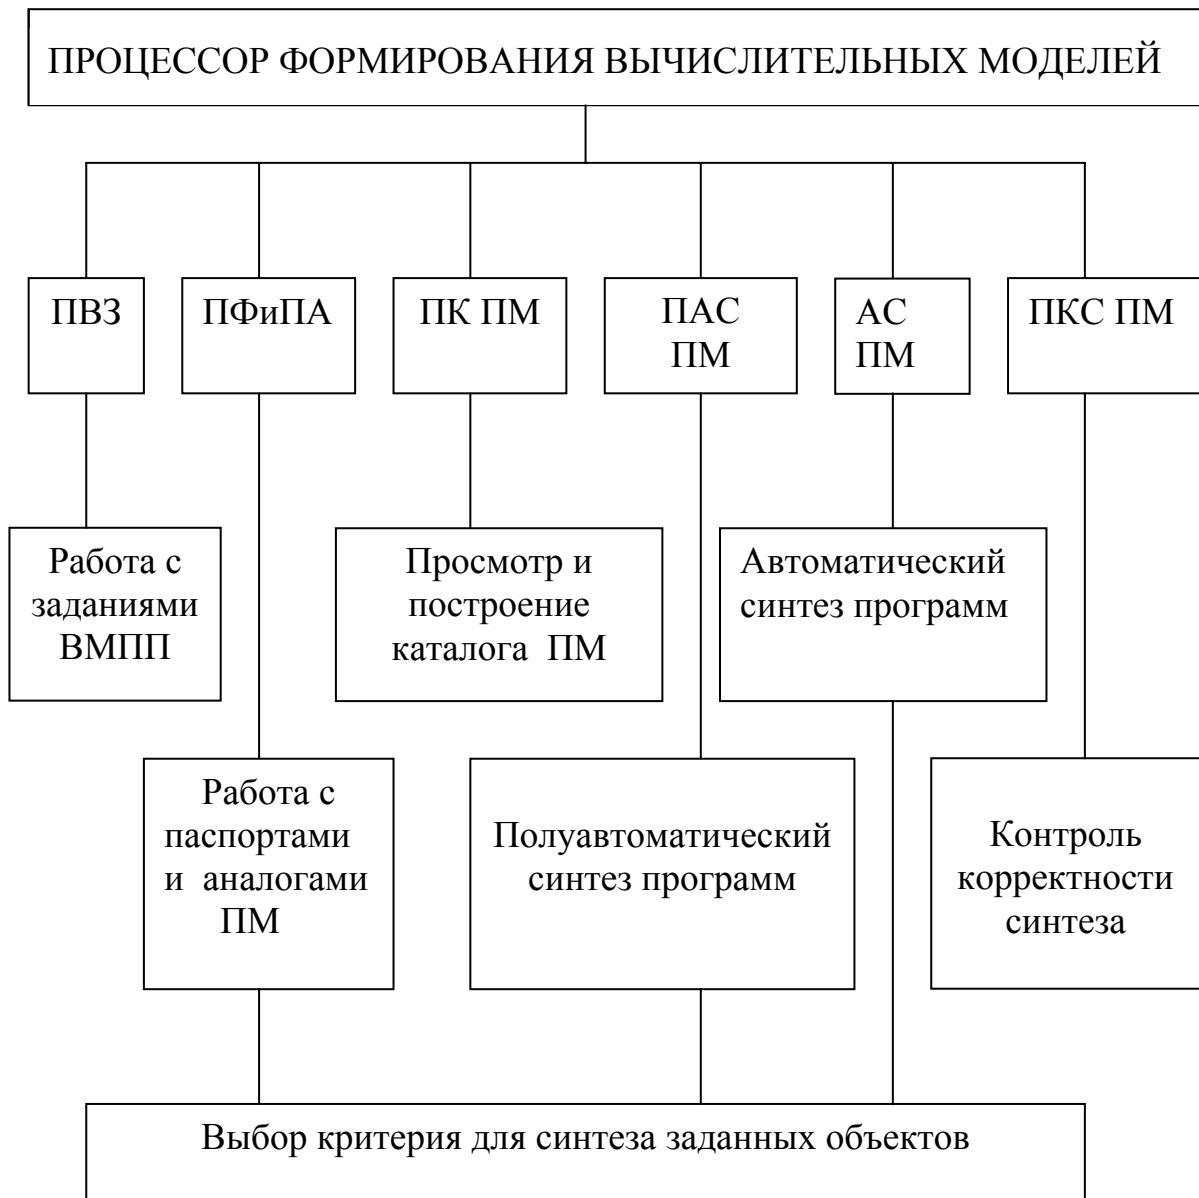 ПРОЦЕССОР ФОРМИРОВАНИЯ ВЫЧИСЛИТЕЛЬНЫХ МОДЕЛЕЙ
ПВЗ
ПФиПА
ПК ПМ
ПАС
ПМ
АС
ПМ
ПКС ПМ
Работа с
заданиями
ВМПП
Просмотр и
построение
каталога ПМ
Автоматический
синтез программ
Работа с
паспортами
и аналогами
ПМ
Полуавтоматический
синтез программ
Контроль
корректности
синтеза
Выбор критерия для синтеза заданных объектов